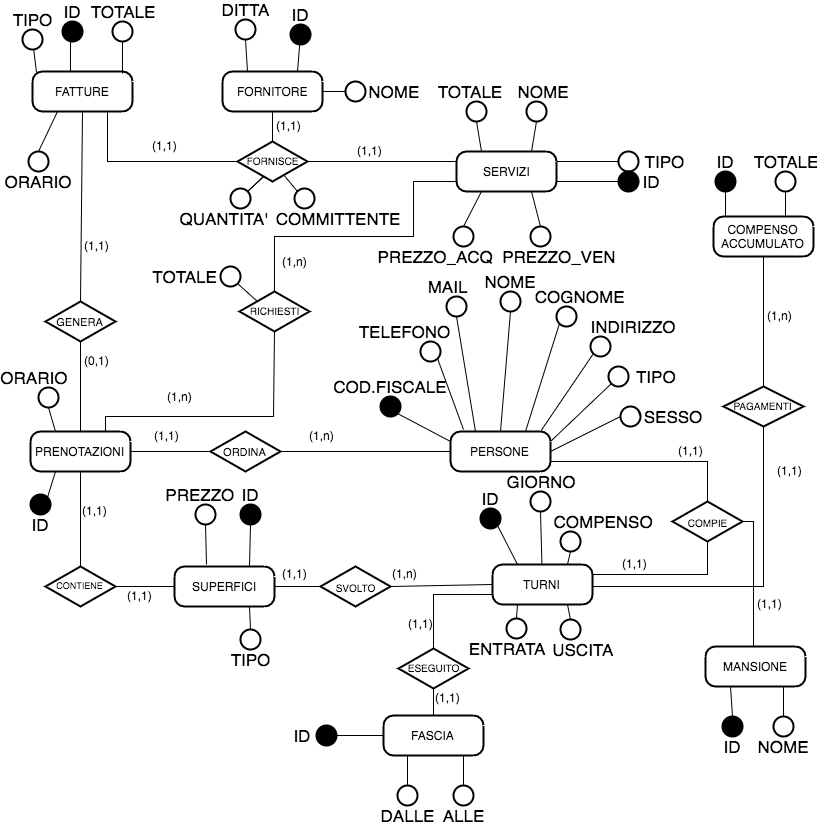 TIPO
ID
TOTALE
DITTA
ID
FATTURE
FORNITORE
NOME
TOTALE
NOME
(1,1)
(1,1)
(1,1)
FORNISCE
SERVIZI
TIPO
ID
ID
TOTALE
ORARIO
QUANTITA' COMMITTENTE
COMPENSO
ACCUMULATO
(1,1)
PREZZO_ACQ
PREZZO_VEN
(1,n)
TOTALE
MAIL
NOME
COGNOME
RICHIESTI
GENERA
(1,n)
TELEFONO
INDIRIZZO
(0,1)
ORARIO
COD.FISCALE
TIPO
(1,n)
PAGAMENTI
SESSO
PRENOTAZIONI
(1,1)
ORDINA
(1,n)
PERSONE
(1,1)
(1,1)
GIORNO
PREZZO
ID
ID
ID
(1,1)
COMPENSO
COMPIE
CONTIENE
(1,1)
SUPERFICI
(1,1)
SVOLTO
(1,n)
TURNI
(1,1)
(1,1)
(1,1)
ENTRATA
USCITA
TIPO
ESEGUITO
MANSIONE
(1,1)
ID
FASCIA
ID
NOME
DALLE
ALLE